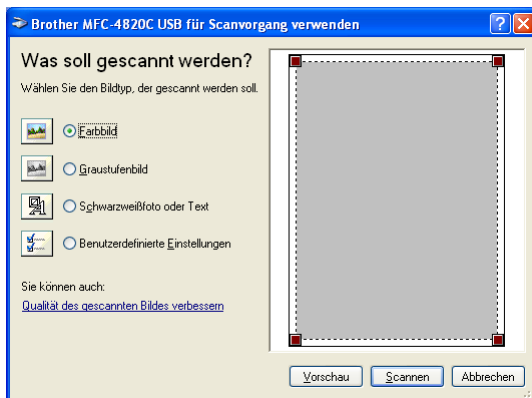 Brother MFC-4820C USB für Scanvorgang verwenden
Was soll gescannt werden?
Wählen Sie den Bildtyp, der gescannt werden soll.
Farbbild
Graustufenbild
Schwarzweißfoto oder Text
Benutzerdefinierte Einstellungen
Sie können auch:
Qualität des gescannten Bildes verbessern
Vorschau
Scannen
Abbrechen